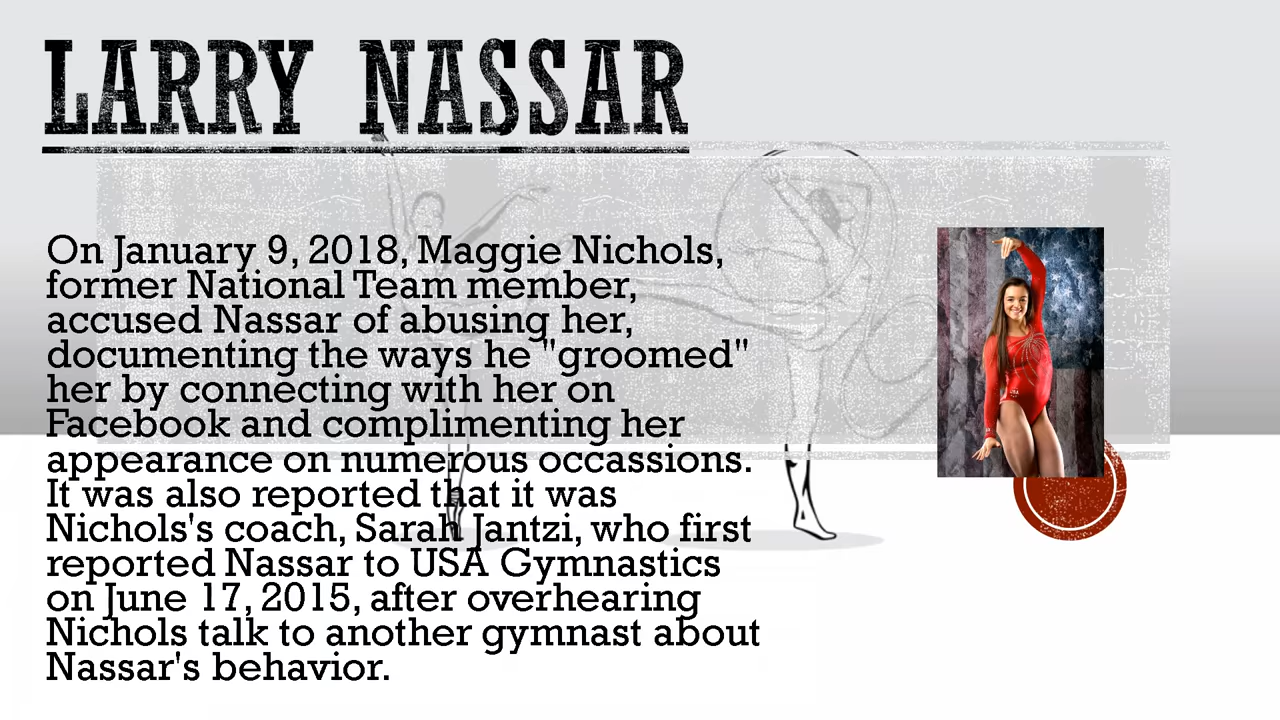 LARRY NASSAR
On January 9, 2018, Maggie Nichols,
former National Team member,
accused Nassar of abusing her,
documenting the ways he "groomed"
her by connecting with her on
Facebook and complimenting her
appearance on numerous occassions.
It was also reported that it was
Nichols's coach, Sarah Jantzi, who first
reported Nassar to USA Gymnastics
on June 17, 2015, after overhearing
Nichols talk to another gymnast about
Nassar's behavior.